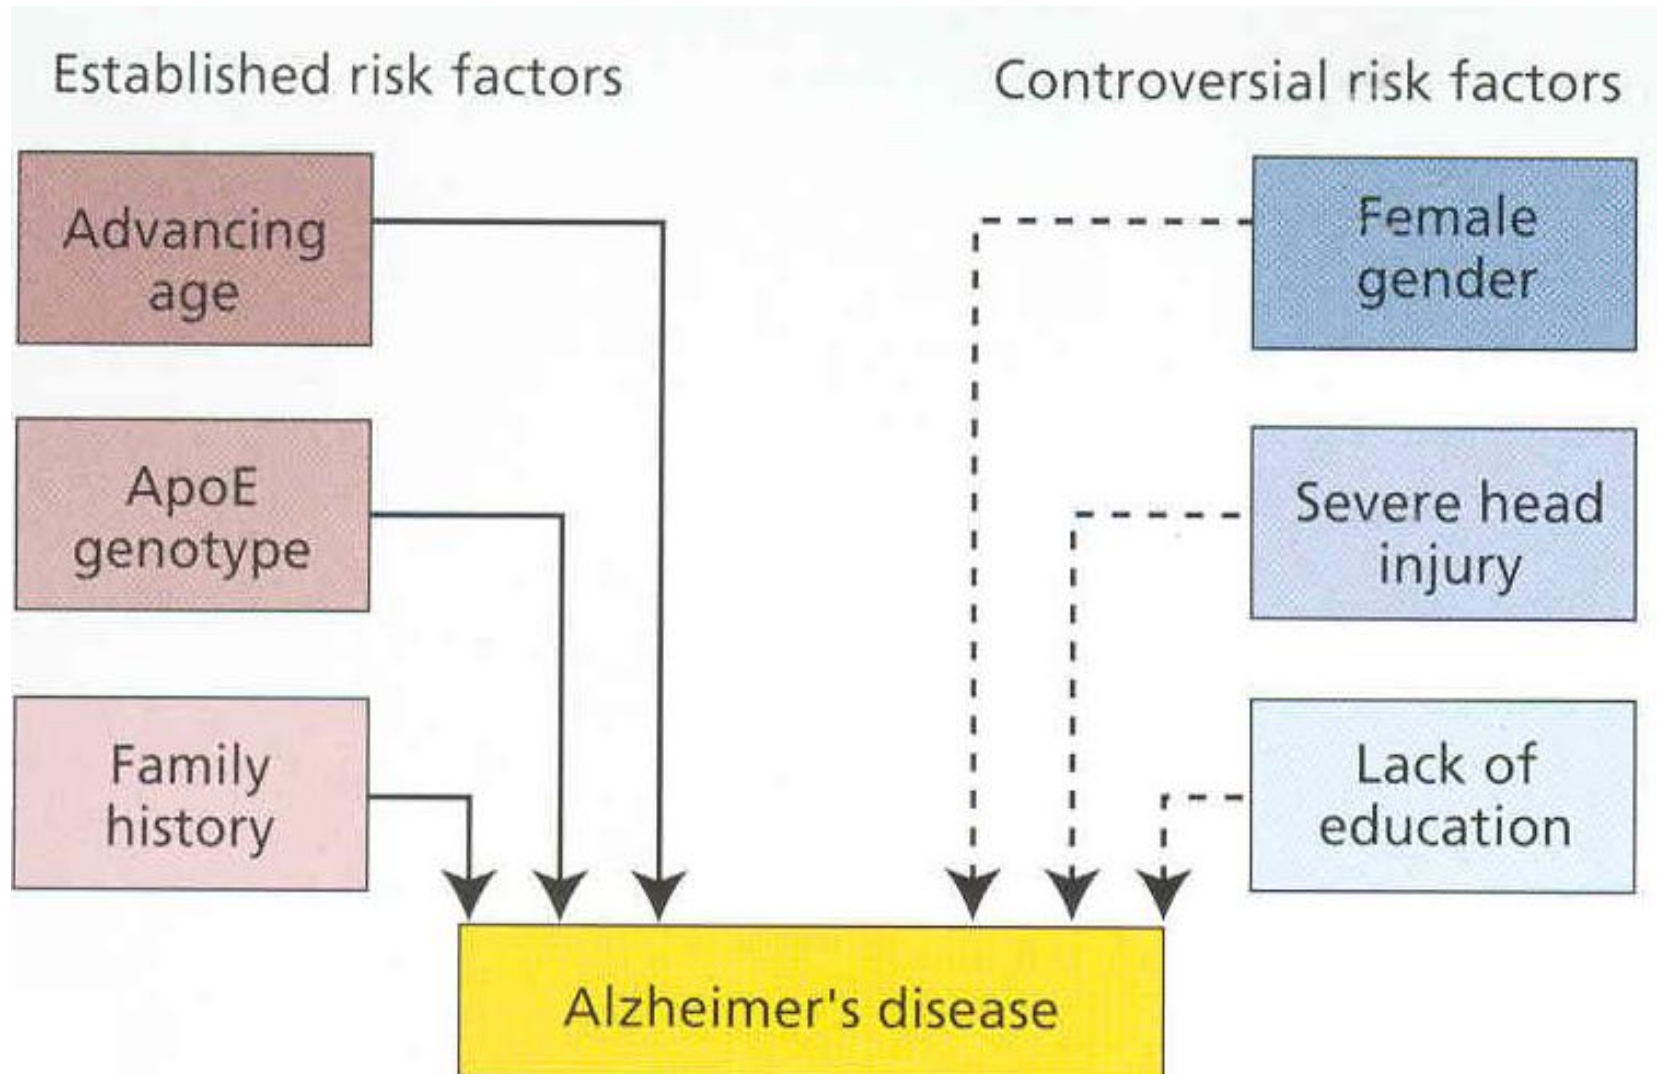 Established risk factors
Controversial risk factors
Advancing
age
Female
gender
ApoE
genotype
Severe head
injury
Family
history
Lack of
education
Alzheimer's disease